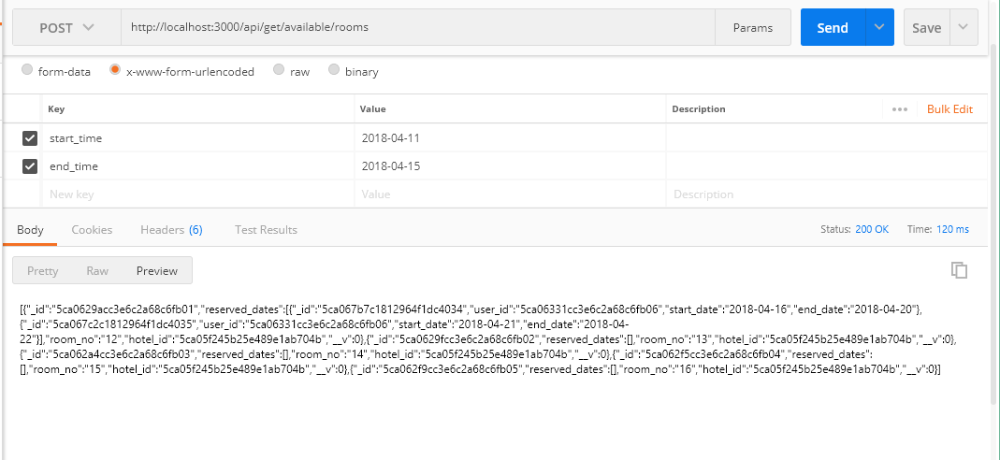 POST http://localhost:3000/api/get/available/rooms Params Send Save
form-data x-www-form-urlencoded raw binary
Key Value Description ••• Bulk Edit
start_time 2018-04-11
end_time 2018-04-15
New key Value Description
Body Cookies Headers (6) Test Results Status: 200 OK Time: 120 ms
Pretty Raw Preview
[{"_id":"5ca0629acc3e6c2a68c6fb01","reserved_dates":[{"_id":"5ca067b7c1812964f1dc4034","user_id":"5ca06331cc3e6c2a68c6fb06","start_date":"2018-04-16","end_date":"2018-04-20"},
{"_id":"5ca067c2c1812964f1dc4035","user_id":"5ca06331cc3e6c2a68c6fb06","start_date":"2018-04-21","end_date":"2018-04-
22"}],"room_no":"12","hotel_id":"5ca05f245b25e489e1ab704b","__v":0},{"_id":"5ca0629fcc3e6c2a68c6fb02","reserved_dates":[],"room_no":"13","hotel_id":"5ca05f245b25e489e1ab704b","__v":0},
{"_id":"5ca062a4cc3e6c2a68c6fb03","reserved_dates":[],"room_no":"14","hotel_id":"5ca05f245b25e489e1ab704b","__v":0},{"_id":"5ca062f5cc3e6c2a68c6fb04","reserved_dates":
[],"room_no":"15","hotel_id":"5ca05f245b25e489e1ab704b","__v":0},{"_id":"5ca062f9cc3e6c2a68c6fb05","reserved_dates":[],"room_no":"16","hotel_id":"5ca05f245b25e489e1ab704b","__v":0}]